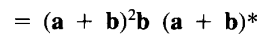 = (a + b)²b (a + b)*